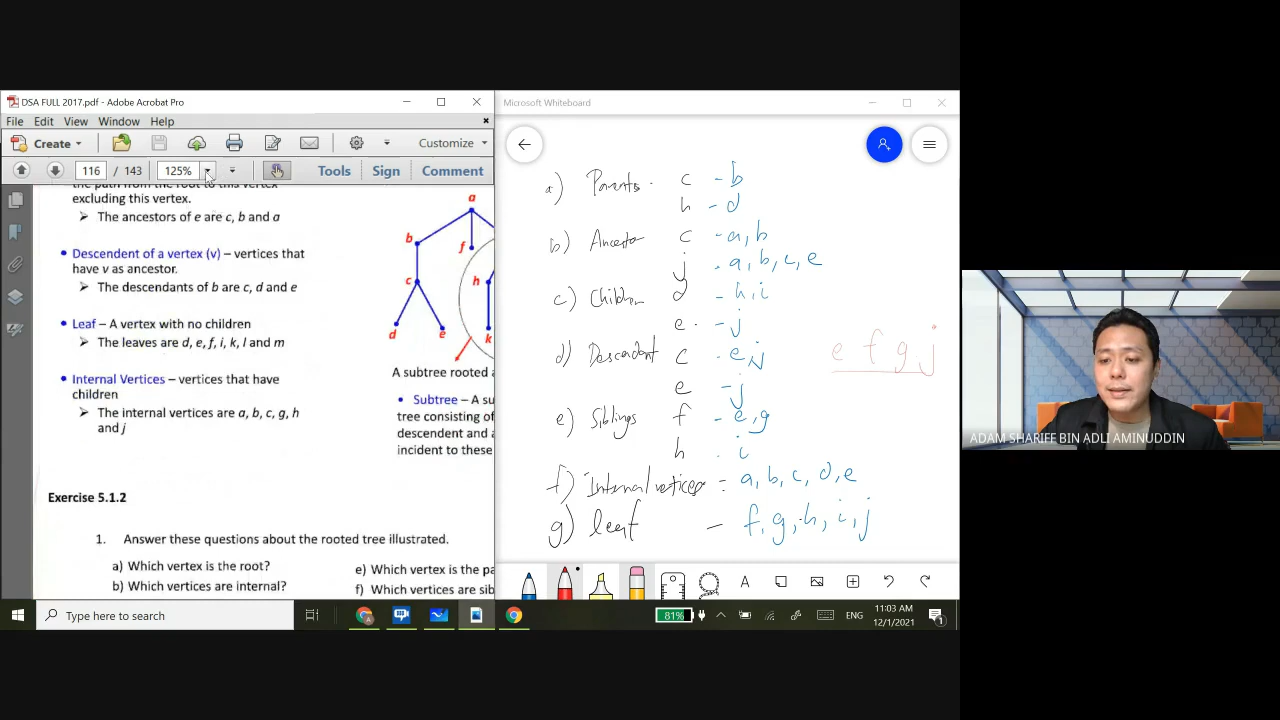 DSA FULL 2017.pdf - Adobe Acrobat Pro
File Edit View Window Help
Create
Customize
116 / 143
125%
Tools
Sign
Comment
the path from the root to this vertex
excluding this vertex.
The ancestors of e are c, b and a
Descendent of a vertex (v) – vertices that
have v as ancestor.
The descendants of b are c, d and e
Leaf – A vertex with no children
The leaves are d, e, f, i, k, l and m
Internal Vertices – vertices that have
children
The internal vertices are a, b, c, g, h
and j
a
b
f
c
h
d
e
k
A subtree rooted a
Subtree – A su
tree consisting of
descendent and a
incident to these
Exercise 5.1.2
1. Answer these questions about the rooted tree illustrated.
a) Which vertex is the root?
b) Which vertices are internal?
e) Which vertex is the pa
f) Which vertices are sib
Microsoft Whiteboard
a) Parents. c - b
h - d
b) Ancestor c - a, b
j - a, b, c, e
c) Children d - h, i
e. - j
d) Descendant c - e, j
e - j
e) Siblings f - e, g
h - i
f) Internal vertices = a, b, c, d, e
g) leaf - f, g, h, i, j
e f g j
ADAM SHARIFF BIN ADLI AMINUDDIN
Type here to search
81%
ENG
11:03 AM
12/1/2021